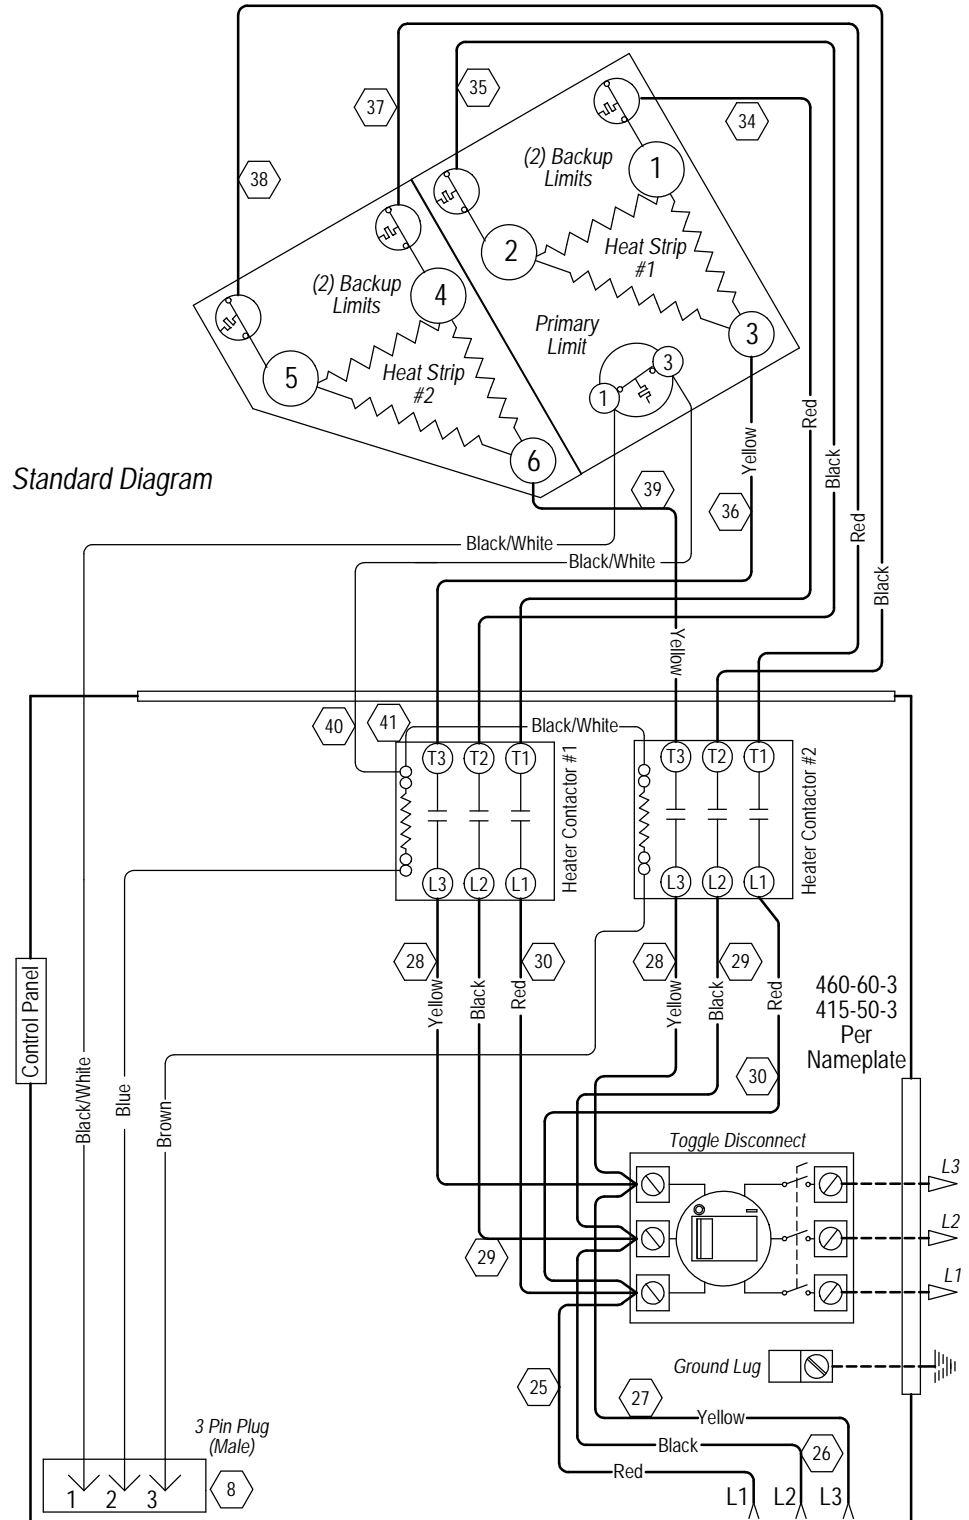 35
37
34
38
(2) Backup
Limits
1
2
Heat Strip
#1
(2) Backup
Limits
4
Primary
Limit
3
5
Heat Strip
#2
3
1
6
Red
Yellow
Black
Standard Diagram
39
36
Red
Black/White
Black/White
Black
Yellow
40
41
Black/White
T3
T2
T1
Heater Contactor #1
T3
T2
T1
Heater Contactor #2
L3
L2
L1
L3
L2
L1
28
30
28
29
Yellow
Black
Red
Yellow
Black
Red
460-60-3
415-50-3
Per
Nameplate
Control Panel
Black/White
Blue
Brown
30
Toggle Disconnect
L3
L2
29
L1
Ground Lug
25
27
Yellow
3 Pin Plug
(Male)
Black
26
Red
8
1
2
3
L1
L2
L3